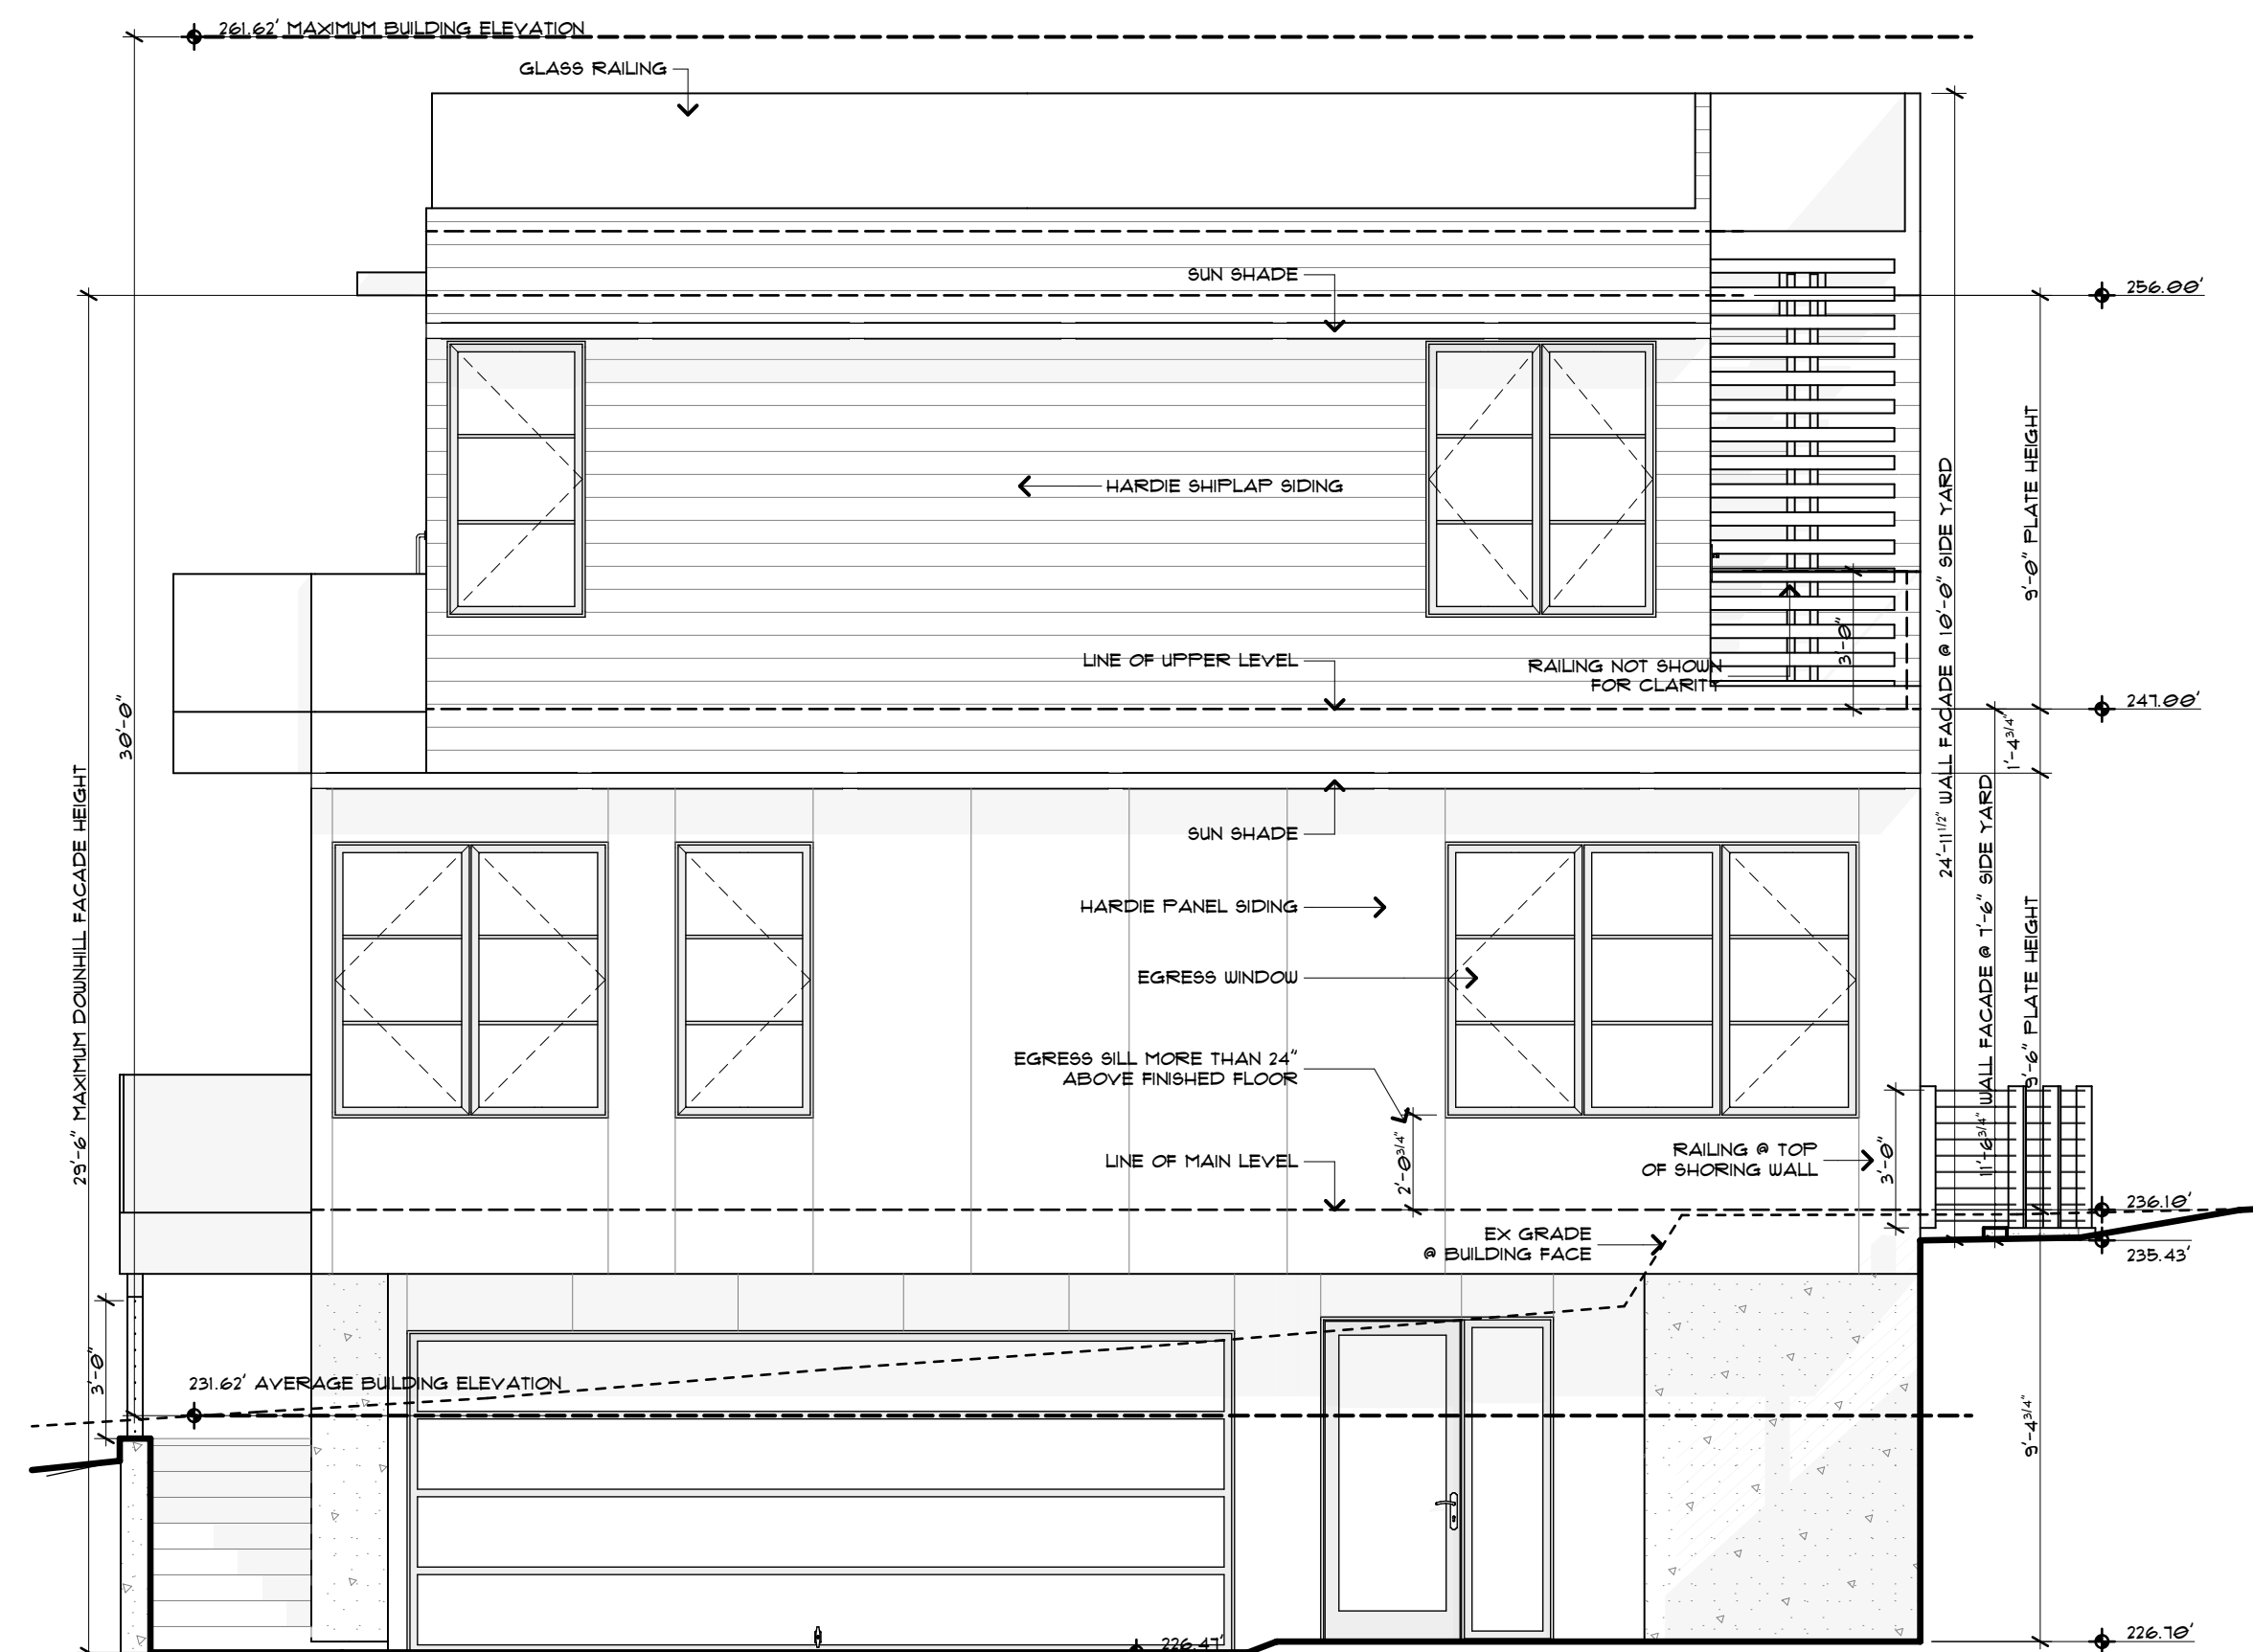 261.62' MAXIMUM BUILDING ELEVATION
GLASS RAILING
SUN SHADE
256.00'
HARDIE SHIPLAP SIDING
9'-0" PLATE HEIGHT
24'-11 1/2" WALL FACADE @ 10'-0" SIDE YARD
3'-0"
LINE OF UPPER LEVEL
RAILING NOT SHOWN
FOR CLARITY
247.00'
1'-4 3/4"
30'-0"
29'-6" MAXIMUM DOWNHILL FACADE HEIGHT
SUN SHADE
11'-6 3/4" WALL FACADE @ 7'-6" SIDE YARD
9'-6" PLATE HEIGHT
HARDIE PANEL SIDING
EGRESS WINDOW
EGRESS SILL MORE THAN 24"
ABOVE FINISHED FLOOR
2'-0 3/4"
LINE OF MAIN LEVEL
RAILING @ TOP
OF SHORING WALL
3'-0"
236.10'
EX GRADE
@ BUILDING FACE
235.43'
3'-0"
231.62' AVERAGE BUILDING ELEVATION
9'-4 3/4"
226.47'
226.70'